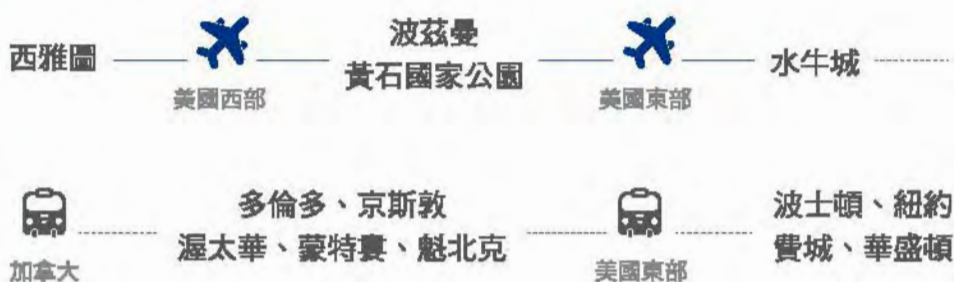 西雅圖
美國西部
波茲曼
黃石國家公園
美國東部
水牛城
加拿大
多倫多、京斯敦
渥太華、蒙特婁、魁北克
美國東部
波士頓、紐約
費城、華盛頓